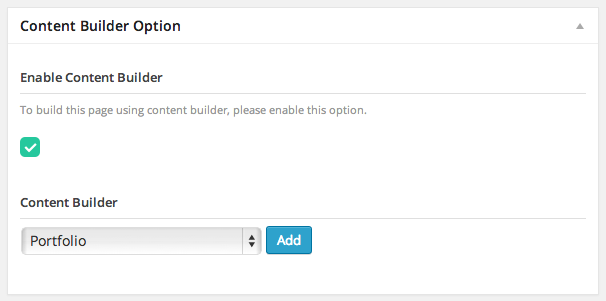 Content Builder Option
Enable Content Builder
To build this page using content builder, please enable this option.
Content Builder
Portfolio Add